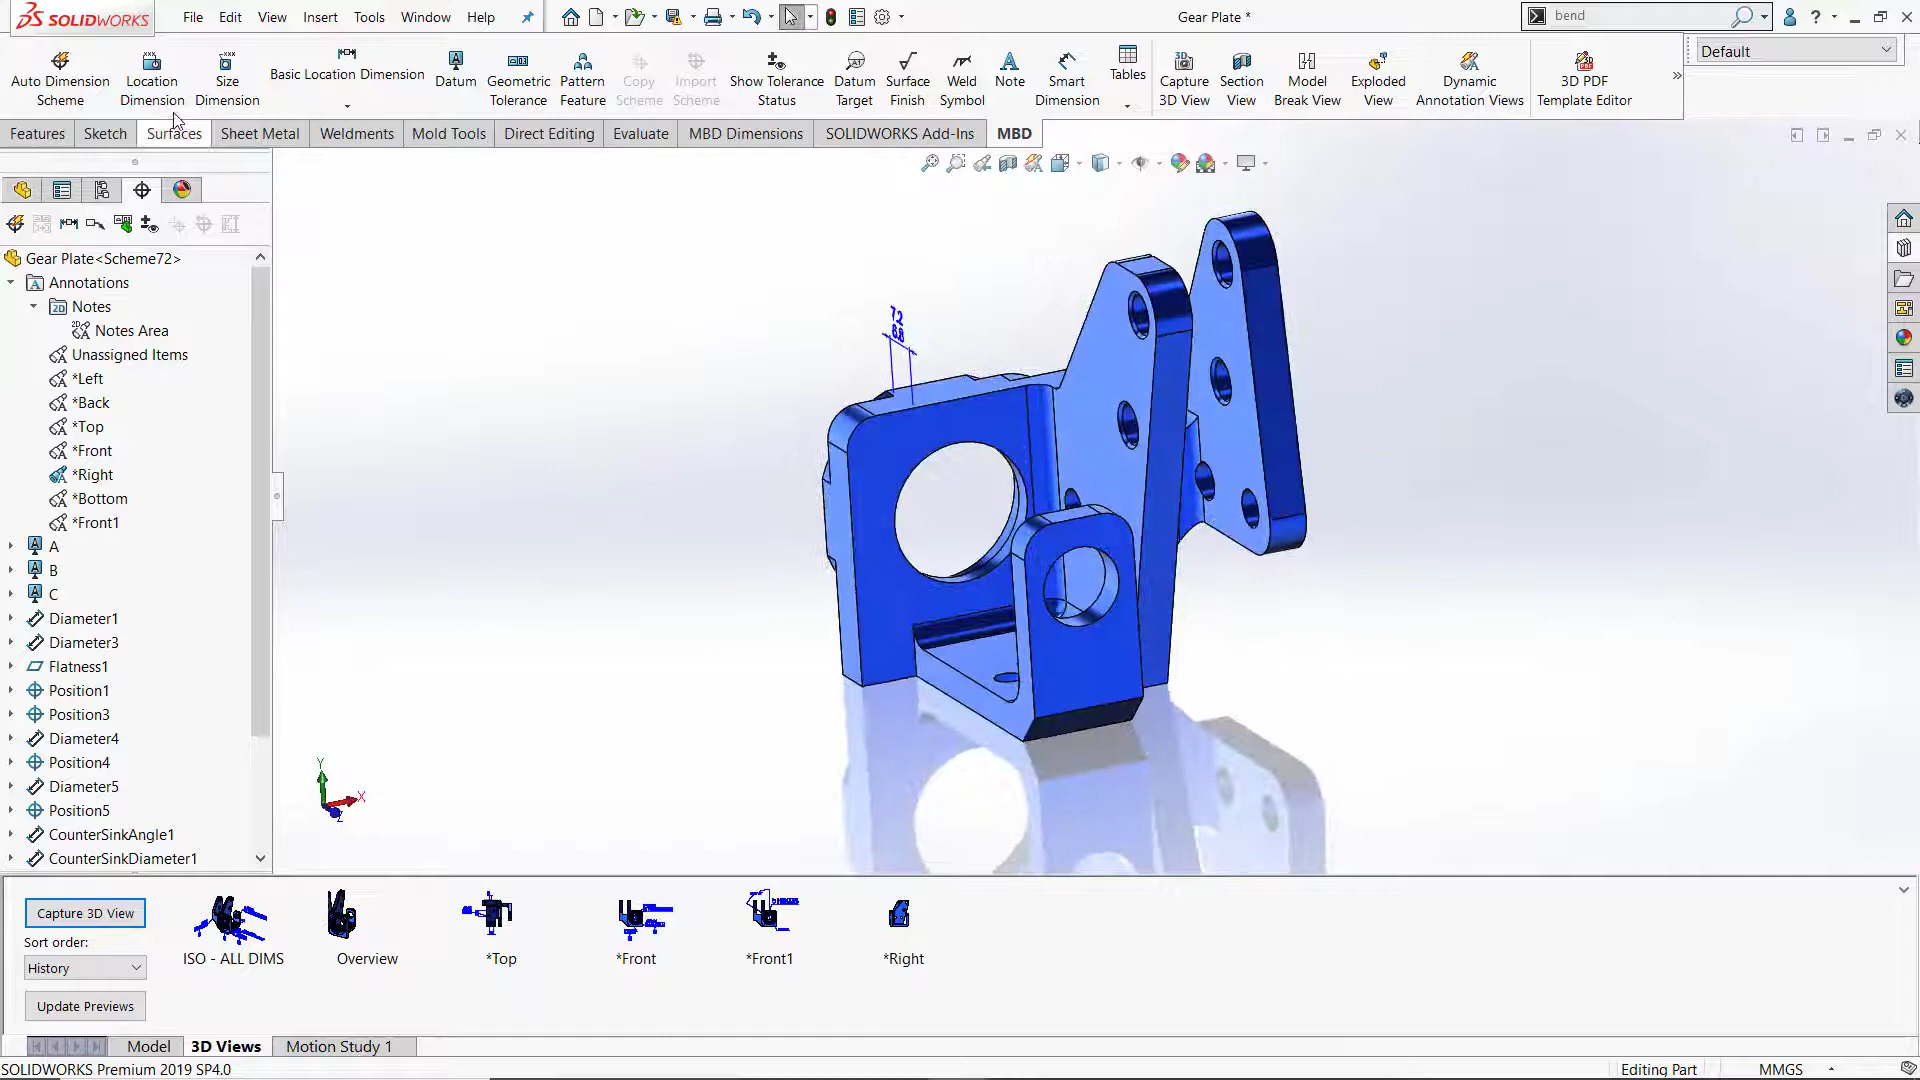 SOLIDWORKS File Edit View Insert Tools Window Help Gear Plate * bend
Auto Dimension Scheme
Location Dimension
Size Dimension
Basic Location Dimension
Datum
Geometric Tolerance
Pattern Feature
Copy Scheme
Import Scheme
Show Tolerance Status
Datum Target
Surface Finish
Weld Symbol
Note
Smart Dimension
Tables
Capture 3D View
Section View
Model Break View
Exploded View
Dynamic Annotation Views
3D PDF Template Editor
Default
Features Sketch Surfaces Sheet Metal Weldments Mold Tools Direct Editing Evaluate MBD Dimensions SOLIDWORKS Add-Ins MBD
Gear Plate<Scheme72>
Annotations
Notes
Notes Area
Unassigned Items
*Left
*Back
*Top
*Front
*Right
*Bottom
*Front1
A
B
C
Diameter1
Diameter3
Flatness1
Position1
Position3
Diameter4
Position4
Diameter5
Position5
CounterSinkAngle1
CounterSinkDiameter1
7.2
6.8
Y
X
Z
Capture 3D View
Sort order:
History
Update Previews
ISO - ALL DIMS Overview *Top *Front *Front1 *Right
Model 3D Views Motion Study 1
SOLIDWORKS Premium 2019 SP4.0 Editing Part MMGS